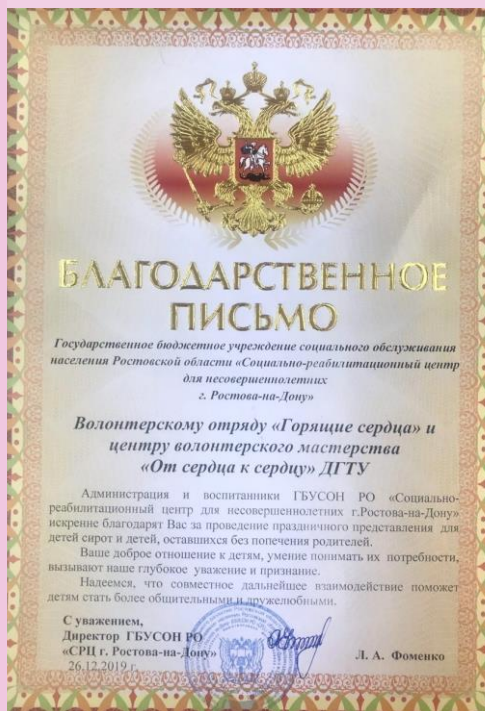 БЛАГОДАРСТВЕННОЕ
ПИСЬМО
Государственное бюджетное учреждение социального обслуживания
населения Ростовской области «Социально-реабилитационный центр
для несовершеннолетних
г. Ростова-на-Дону»
Волонтерскому отряду «Горящие сердца» и
центру волонтерского мастерства
«От сердца к сердцу» ДГТУ
Администрация и воспитанники ГБУСОН РО «Социально-
реабилитационный центр для несовершеннолетних г.Ростова-на-Дону»
искренне благодарят Вас за проведение праздничного представления для
детей сирот и детей, оставшихся без попечения родителей.
Ваше доброе отношение к детям, умение понимать их потребности,
вызывают наше глубокое уважение и признание.
Надеемся, что совместное дальнейшее взаимодействие поможет
детям стать более общительными и дружелюбными.
С уважением,
Директор ГБУСОН РО
«СРЦ г. Ростова-на-Дону»
Л. А. Фоменко
26.12.2019 г.